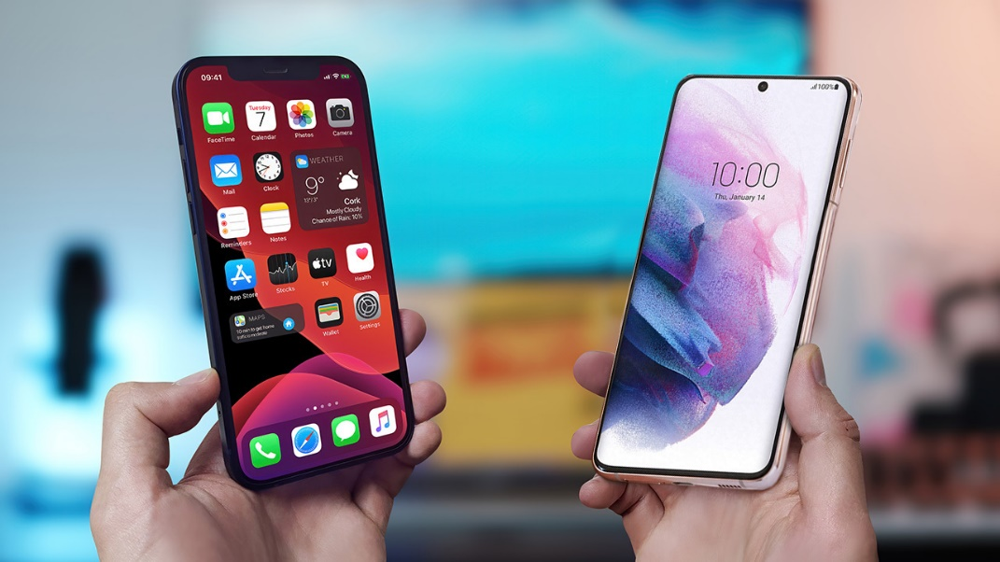 09:41
Tuesday
7
FaceTime
Calendar
Photos
Camera
Mail
Clock
WEATHER
9°
13°/3°
Cork
Mostly Cloudy
Chance of Rain: 10%
Reminders
Notes
App Store
Stocks
tv
TV
Health
MAPS
10 min to get home
Wallet
Settings
100%
10:00
Thu, January 14